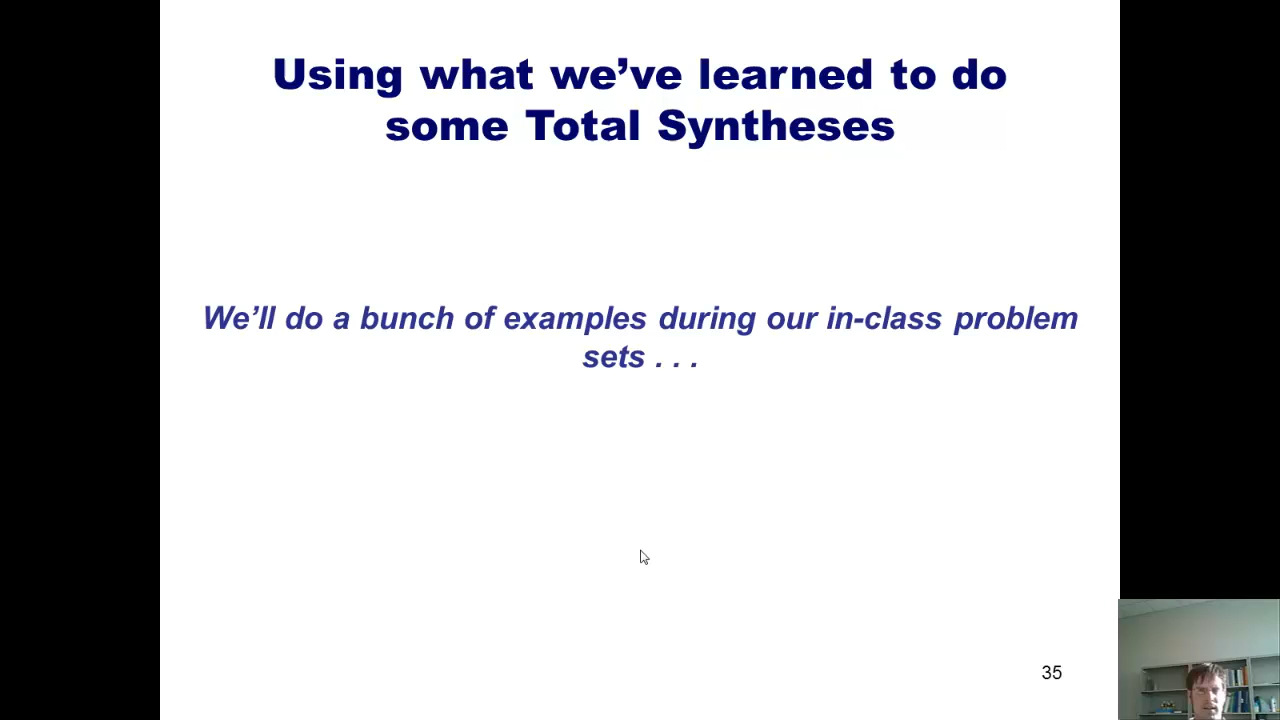 Using what we’ve learned to do
some Total Syntheses
We’ll do a bunch of examples during our in-class problem
sets . . .
35